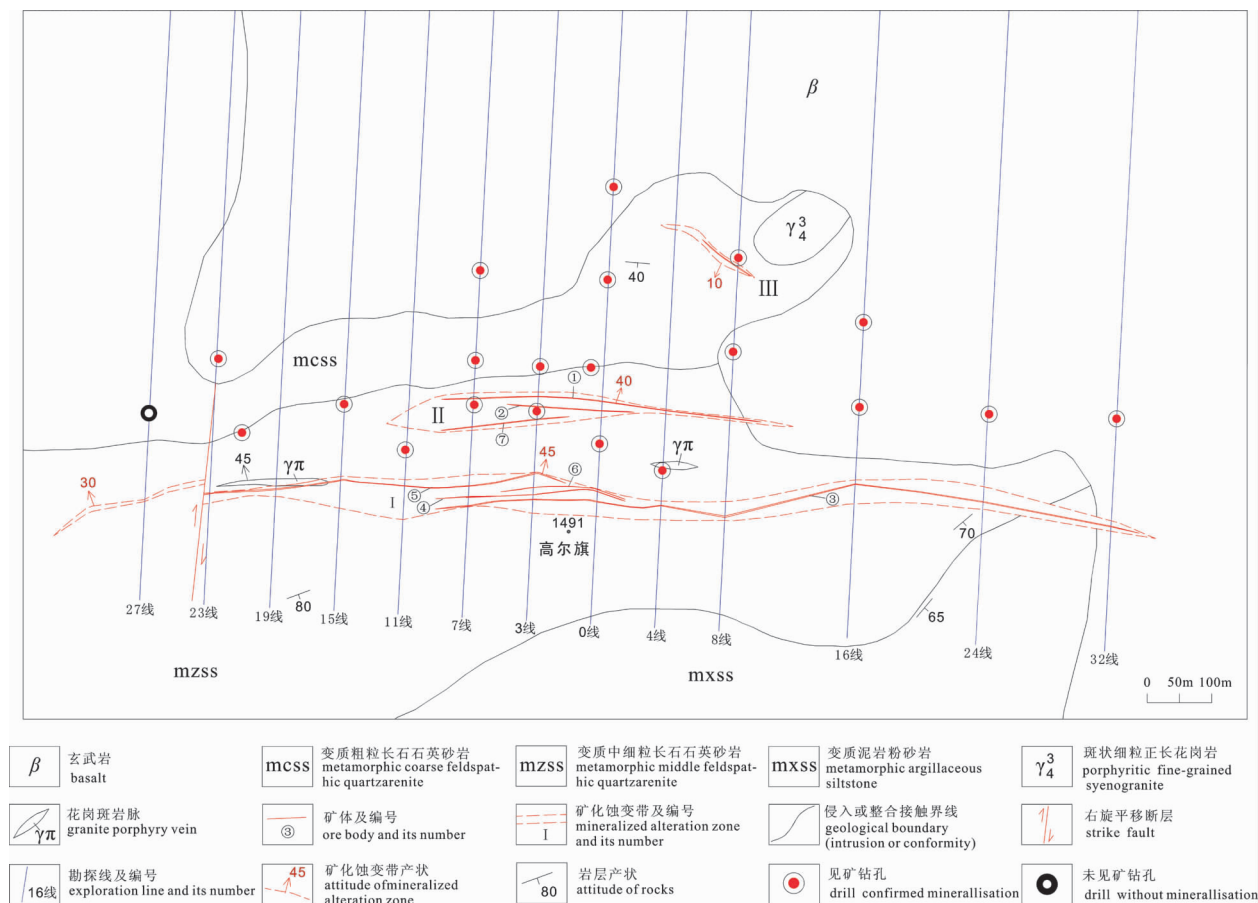 β
γ³₄
40
10
III
mcss
①
40
II
②
⑦
45
γπ
45
⑥
γπ
30
I
⑤
④
③
1491
高尔旗
70
80
65
27线
23线
19线
15线
11线
7线
3线
0线
4线
8线
16线
24线
32线
mzss
mxss
0 50m 100m
β
玄武岩
basalt
mcss
变质粗粒长石石英砂岩
metamorphic coarse feldspat-
hic quartzarenite
mzss
变质中细粒长石石英砂岩
metamorphic middle feldspat-
hic quartzarenite
mxss
变质泥岩粉砂岩
metamorphic argillaceous
siltstone
γ³₄
斑状细粒正长花岗岩
porphyritic fine-grained
syenogranite
γπ
花岗斑岩脉
granite porphyry vein
③
矿体及编号
ore body and its number
I
矿化蚀变带及编号
mineralized alteration zone
and its number
侵入或整合接触界线
geological boundary
(intrusion or conformity)
右旋平移断层
strike fault
16线
勘探线及编号
exploration line and its number
45
矿化蚀变带产状
attitude ofmineralized
alteration zone
80
岩层产状
attitude of rocks
见矿钻孔
drill confirmed minerallisation
未见矿钻孔
drill without minerallisation